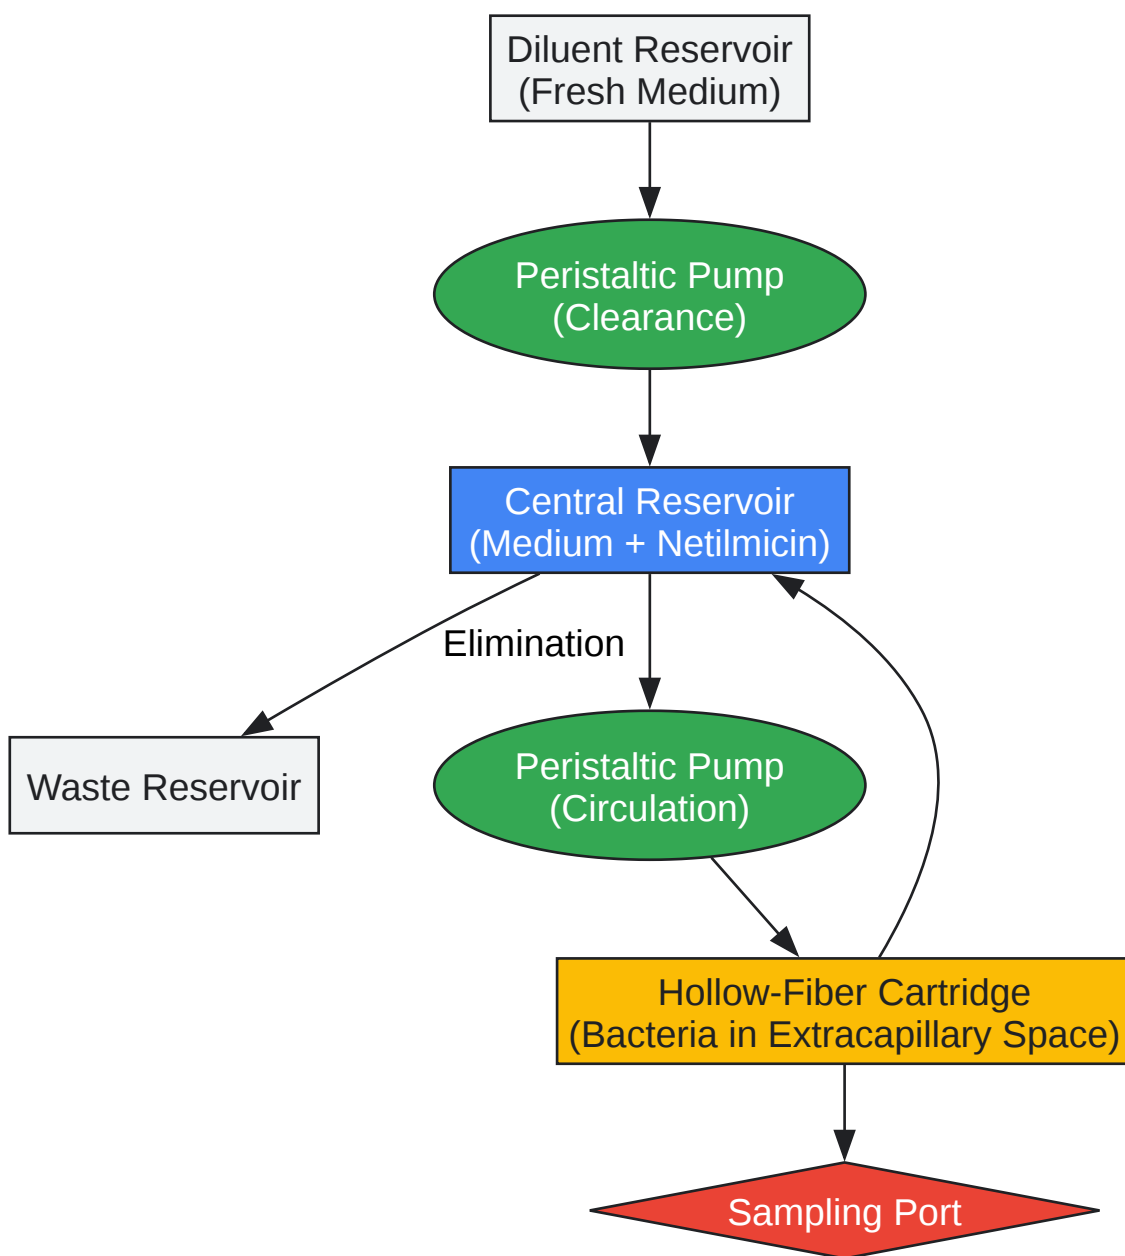 Diluent Reservoir
(Fresh Medium)
Peristaltic Pump
(Clearance)
Central Reservoir
(Medium + Netilmicin)
Elimination
Waste Reservoir
Peristaltic Pump
(Circulation)
Hollow-Fiber Cartridge
(Bacteria in Extracapillary Space)
Sampling Port